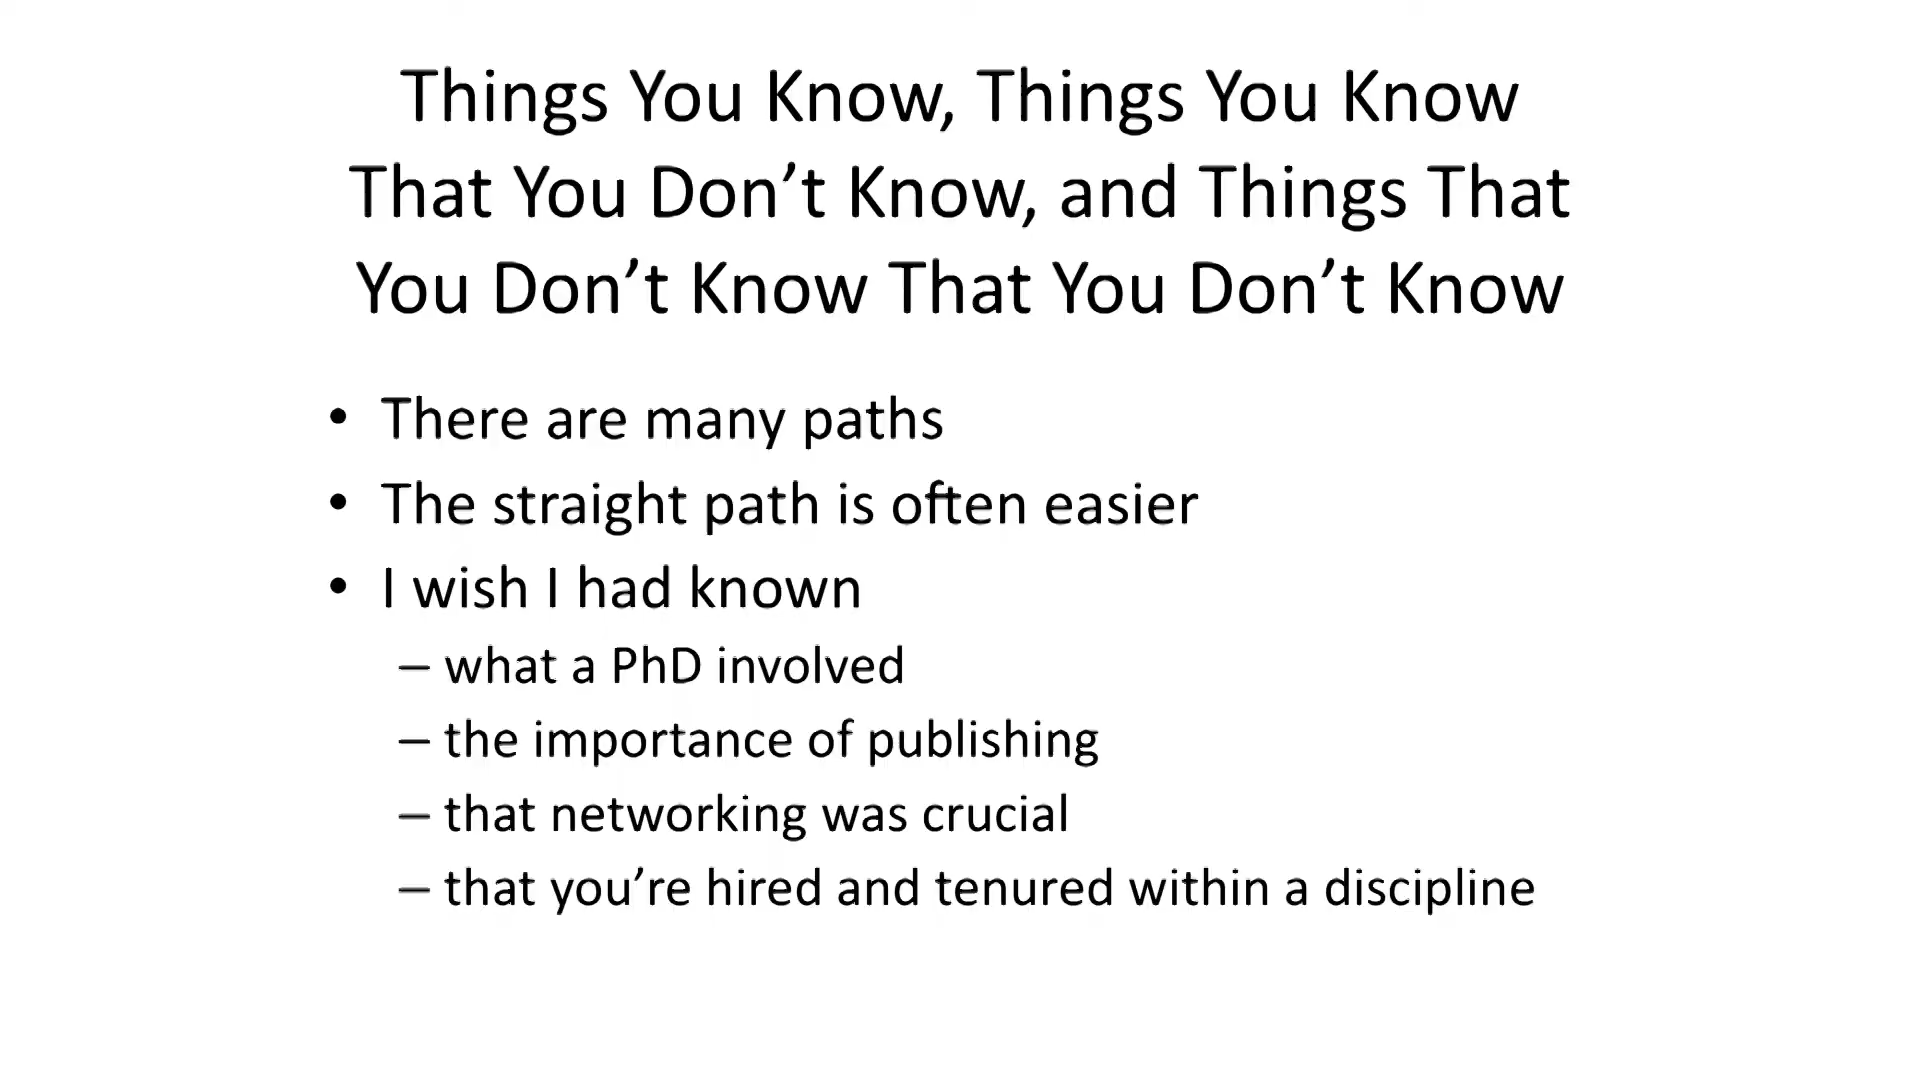 Things You Know, Things You Know
That You Don’t Know, and Things That
You Don’t Know That You Don’t Know
• There are many paths
• The straight path is often easier
• I wish I had known
– what a PhD involved
– the importance of publishing
– that networking was crucial
– that you’re hired and tenured within a discipline